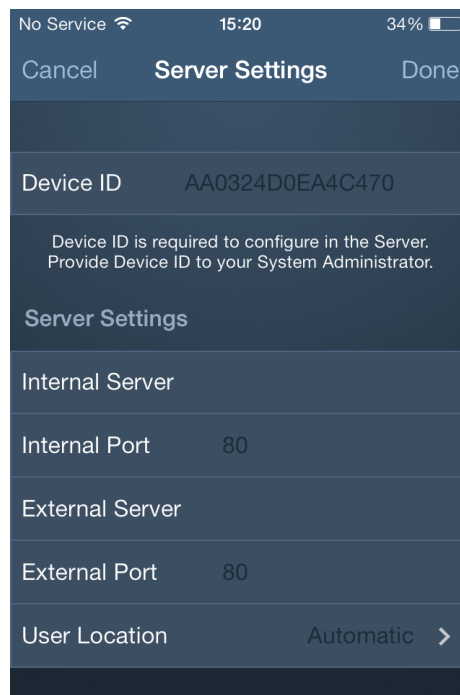 No Service 15:20 34%
Cancel Server Settings Done
Device ID AA0324D0EA4C470
Device ID is required to configure in the Server.
Provide Device ID to your System Administrator.
Server Settings
Internal Server
Internal Port 80
External Server
External Port 80
User Location Automatic